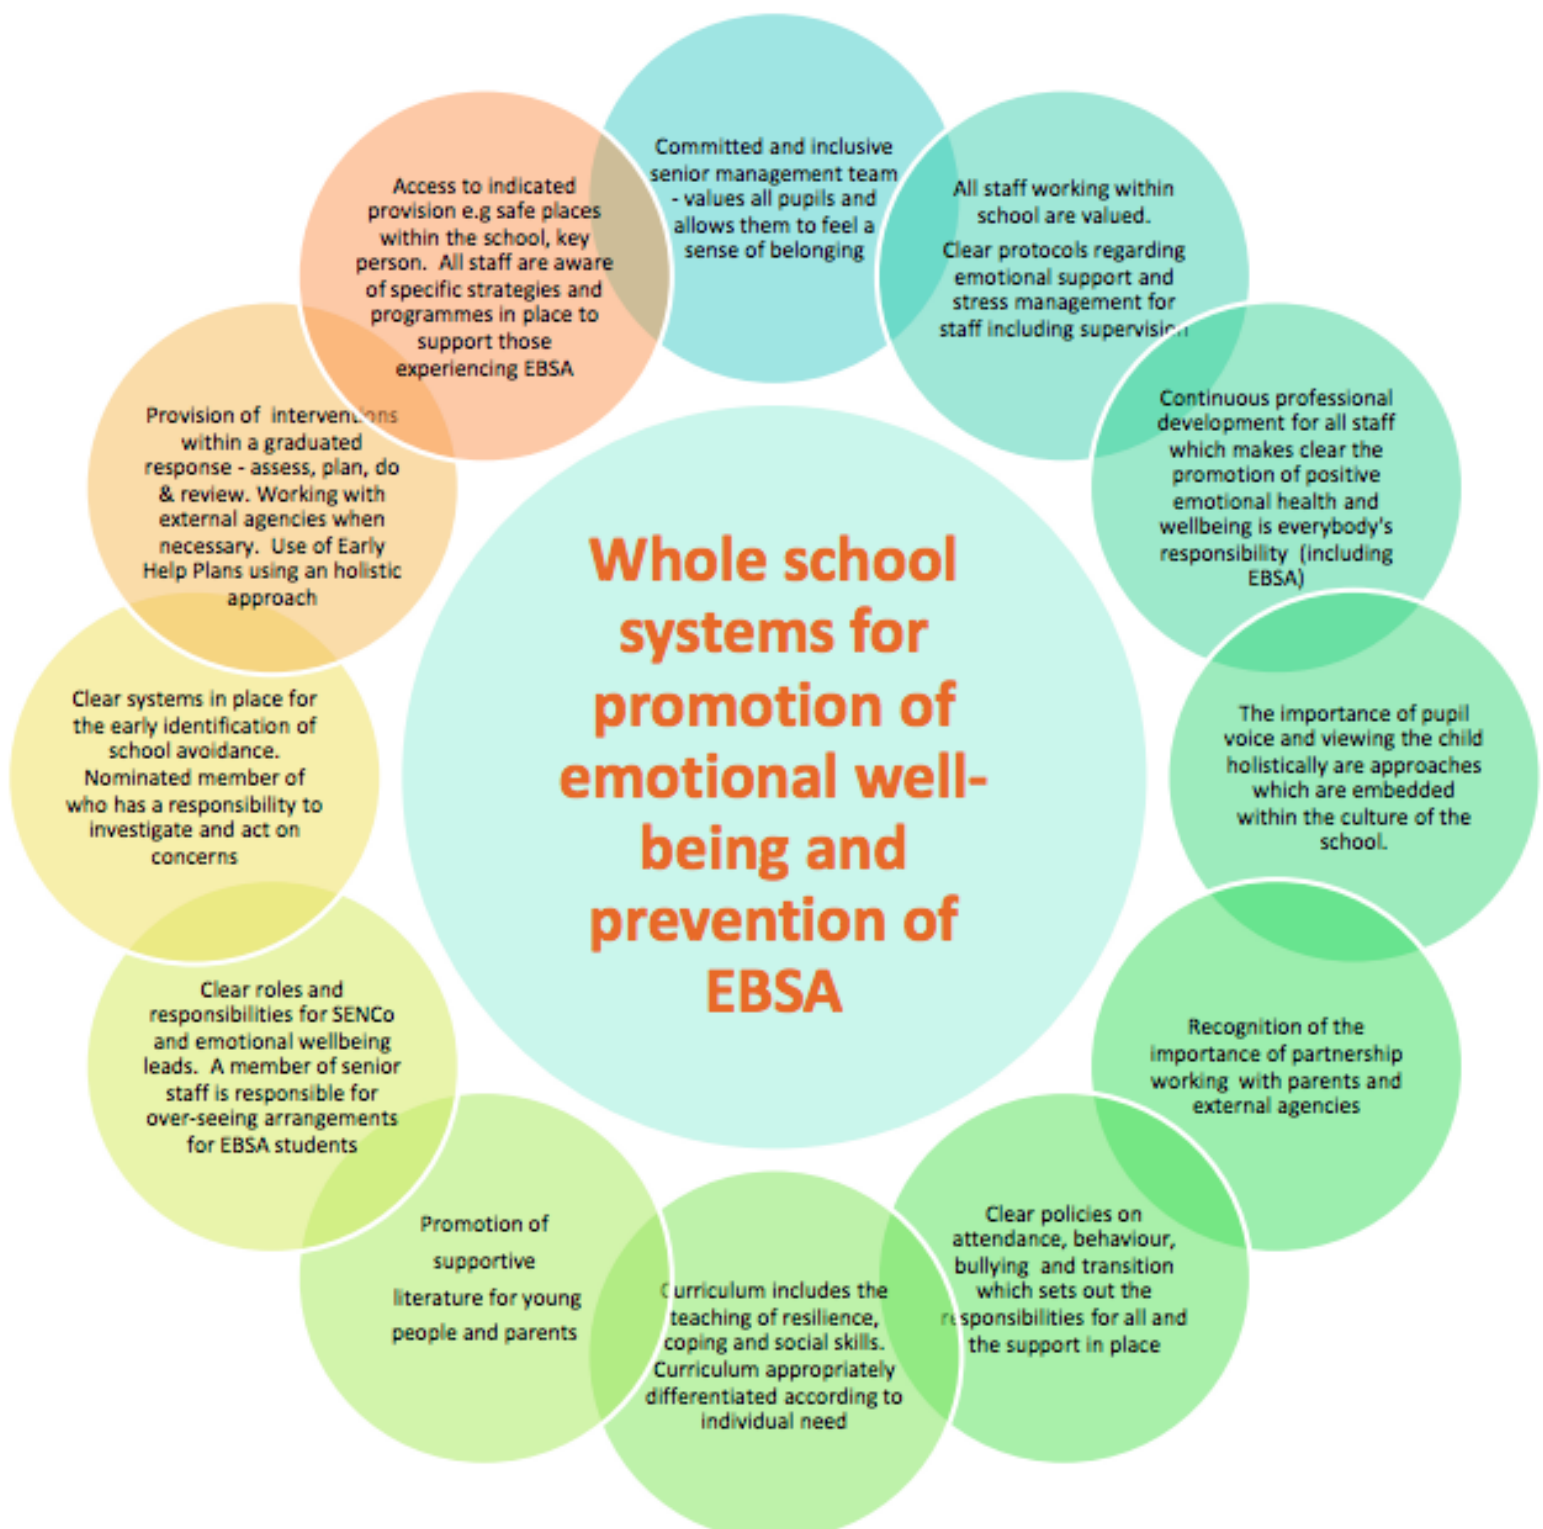 Committed and inclusive
senior management team
- values all pupils and
allows them to feel a
sense of belonging
All staff working within
school are valued.
Clear protocols regarding
emotional support and
stress management for
staff including supervision
Continuous professional
development for all staff
which makes clear the
promotion of positive
emotional health and
wellbeing is everybody's
responsibility (including
EBSA)
The importance of pupil
voice and viewing the child
holistically are approaches
which are embedded
within the culture of the
school.
Recognition of the
importance of partnership
working with parents and
external agencies
Clear policies on
attendance, behaviour,
bullying and transition
which sets out the
responsibilities for all and
the support in place
Curriculum includes the
teaching of resilience,
coping and social skills.
Curriculum appropriately
differentiated according to
individual need
Promotion of
supportive
literature for young
people and parents
Clear roles and
responsibilities for SENCo
and emotional wellbeing
leads. A member of senior
staff is responsible for
over-seeing arrangements
for EBSA students
Clear systems in place for
the early identification of
school avoidance.
Nominated member of
who has a responsibility to
investigate and act on
concerns
Provision of interventions
within a graduated
response - assess, plan, do
& review. Working with
external agencies when
necessary. Use of Early
Help Plans using an holistic
approach
Access to indicated
provision e.g safe places
within the school, key
person. All staff are aware
of specific strategies and
programmes in place to
support those
experiencing EBSA
Whole school
systems for
promotion of
emotional well-
being and
prevention of
EBSA